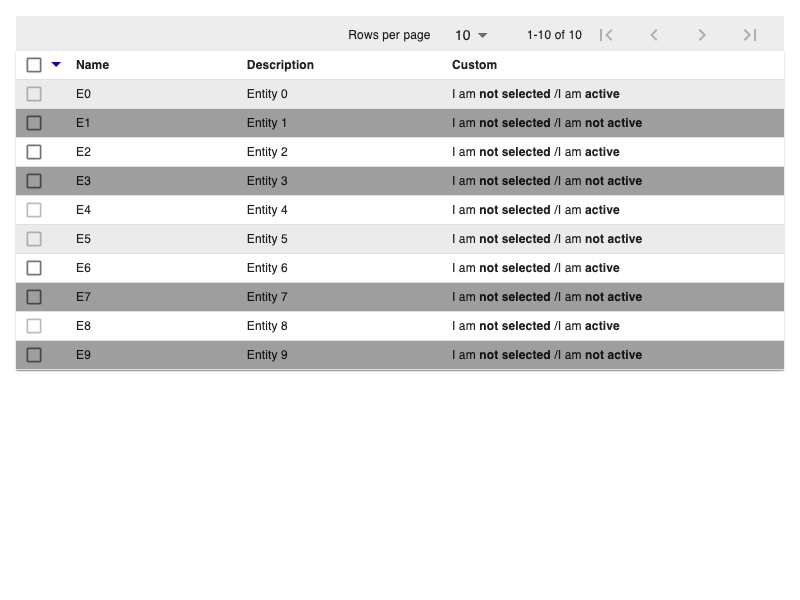 Rows per page 10 1-10 of 10
Name Description Custom
E0 Entity 0 I am not selected /I am active
E1 Entity 1 I am not selected /I am not active
E2 Entity 2 I am not selected /I am active
E3 Entity 3 I am not selected /I am not active
E4 Entity 4 I am not selected /I am active
E5 Entity 5 I am not selected /I am not active
E6 Entity 6 I am not selected /I am active
E7 Entity 7 I am not selected /I am not active
E8 Entity 8 I am not selected /I am active
E9 Entity 9 I am not selected /I am not active